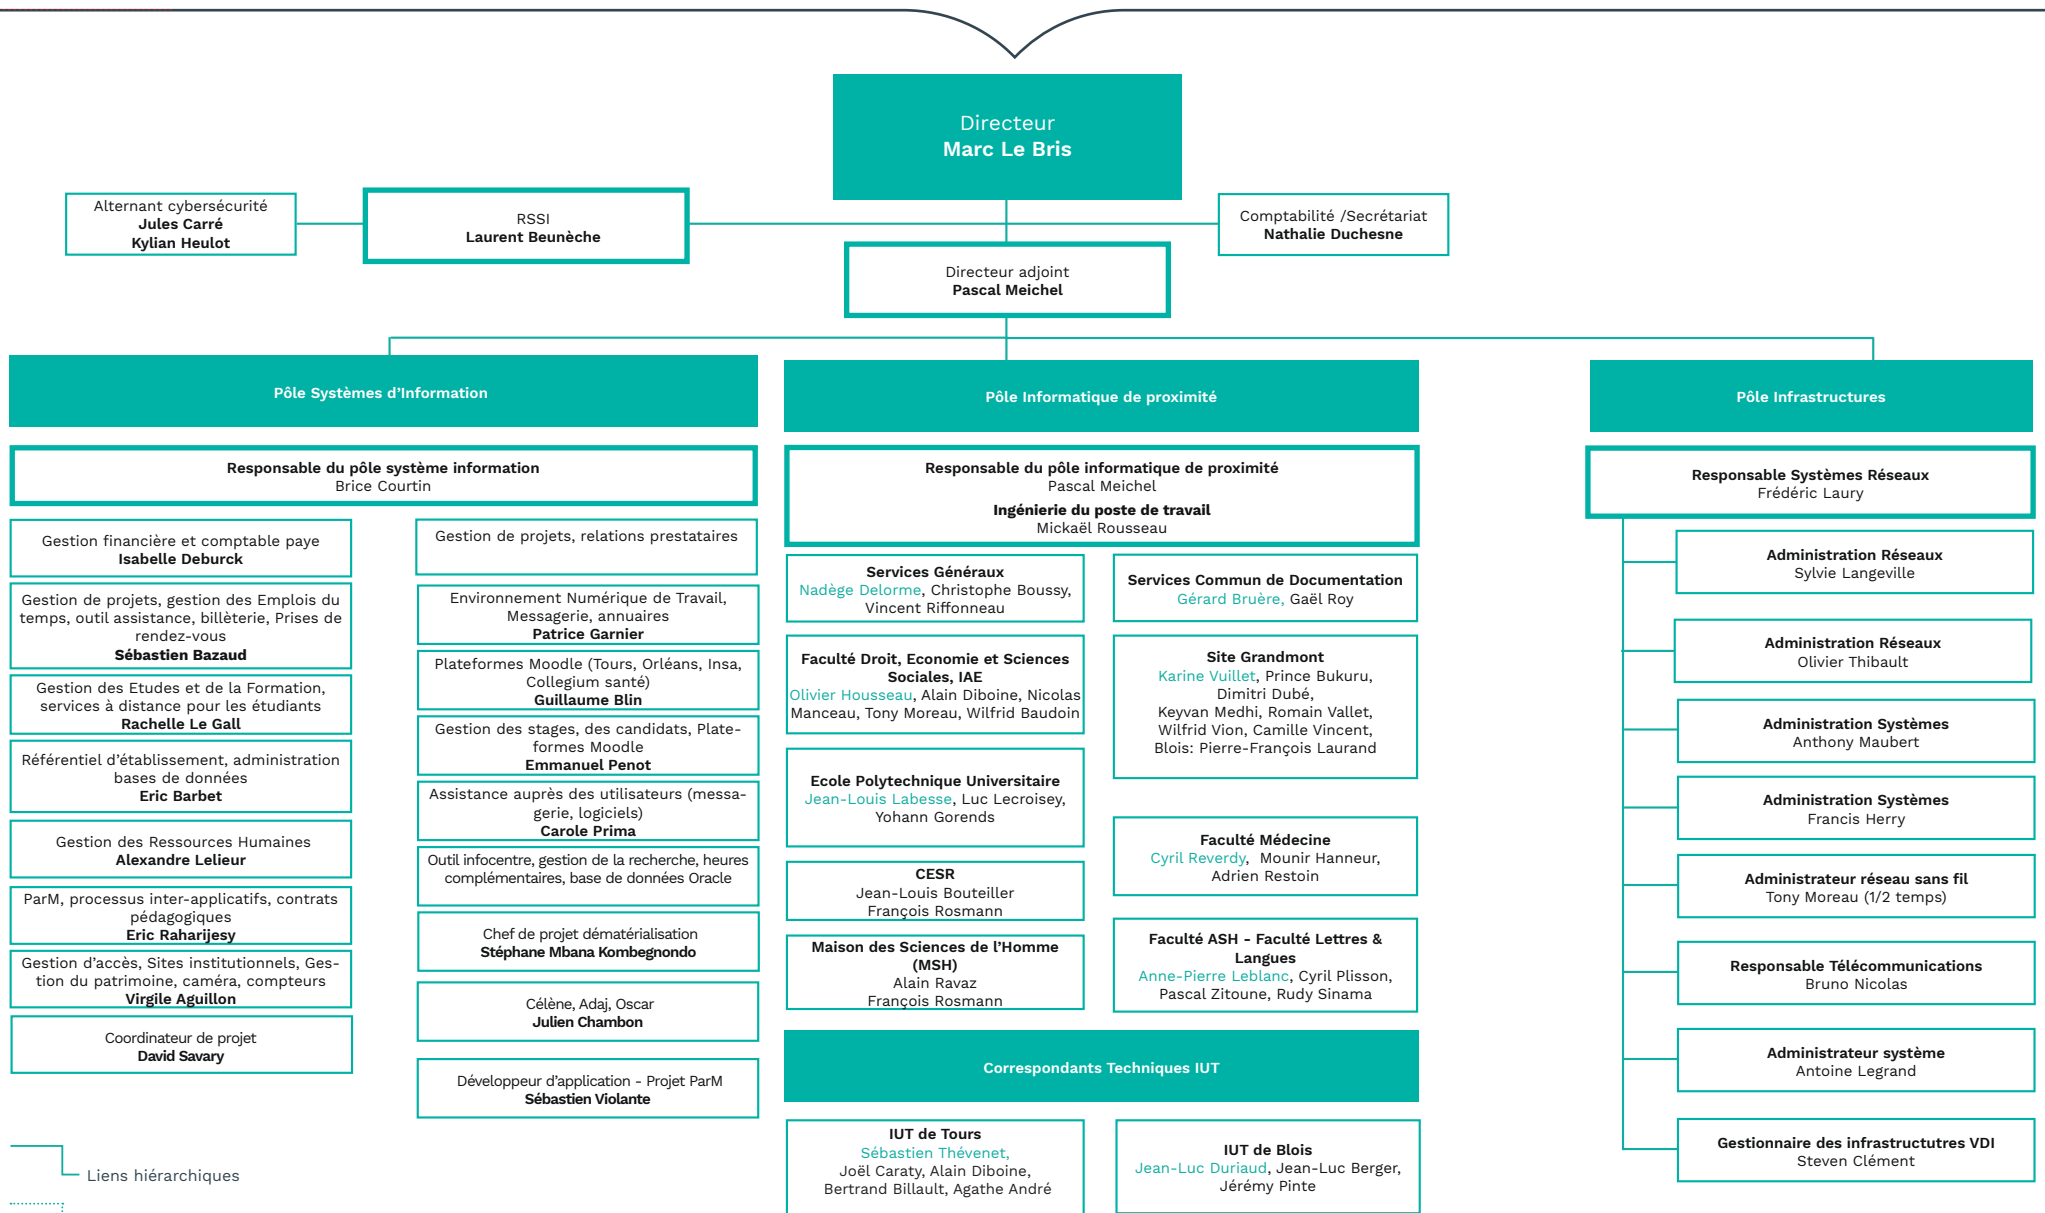 Directeur
Marc Le Bris
Alternant cybersécurité
Jules Carré
Kylian Heulot
RSSI
Laurent Beunèche
Comptabilité /Secrétariat
Nathalie Duchesne
Directeur adjoint
Pascal Meichel
Pôle Systèmes d’Information
Responsable du pôle système information
Brice Courtin
Gestion financière et comptable paye
Isabelle Deburck
Gestion de projets, gestion des Emplois du
temps, outil assistance, billèterie, Prises de
rendez-vous
Sébastien Bazaud
Gestion des Etudes et de la Formation,
services à distance pour les étudiants
Rachelle Le Gall
Référentiel d’établissement, administration
bases de données
Eric Barbet
Gestion des Ressources Humaines
Alexandre Lelieur
ParM, processus inter-applicatifs, contrats
pédagogiques
Eric Raharijesy
Gestion d’accès, Sites institutionnels, Ges-
tion du patrimoine, caméra, compteurs
Virgile Aguillon
Coordinateur de projet
David Savary
Gestion de projets, relations prestataires
Environnement Numérique de Travail,
Messagerie, annuaires
Patrice Garnier
Plateformes Moodle (Tours, Orléans, Insa,
Collegium santé)
Guillaume Blin
Gestion des stages, des candidats, Plate-
formes Moodle
Emmanuel Penot
Assistance auprès des utilisateurs (messa-
gerie, logiciels)
Carole Prima
Outil infocentre, gestion de la recherche, heures
complémentaires, base de données Oracle
Chef de projet dématérialisation
Stéphane Mbana Kombegnondo
Célène, Adaj, Oscar
Julien Chambon
Développeur d’application - Projet ParM
Sébastien Violante
Pôle Informatique de proximité
Responsable du pôle informatique de proximité
Pascal Meichel
Ingénierie du poste de travail
Mickaël Rousseau
Services Généraux
Nadège Delorme, Christophe Boussy,
Vincent Riffonneau
Faculté Droit, Economie et Sciences
Sociales, IAE
Olivier Housseau, Alain Diboine, Nicolas
Manceau, Tony Moreau, Wilfrid Baudoin
Ecole Polytechnique Universitaire
Jean-Louis Labesse, Luc Lecroisey,
Yohann Gorends
CESR
Jean-Louis Bouteiller
François Rosmann
Maison des Sciences de l’Homme
(MSH)
Alain Ravaz
François Rosmann
Services Commun de Documentation
Gérard Bruère, Gaël Roy
Site Grandmont
Karine Vuillet, Prince Bukuru,
Dimitri Dubé,
Keyvan Medhi, Romain Vallet,
Wilfrid Vion, Camille Vincent,
Blois: Pierre-François Laurand
Faculté Médecine
Cyril Reverdy, Mounir Hanneur,
Adrien Restoin
Faculté ASH - Faculté Lettres &
Langues
Anne-Pierre Leblanc, Cyril Plisson,
Pascal Zitoune, Rudy Sinama
Correspondants Techniques IUT
IUT de Tours
Sébastien Thévenet,
Joël Caraty, Alain Diboine,
Bertrand Billault, Agathe André
IUT de Blois
Jean-Luc Duriaud, Jean-Luc Berger,
Jérémy Pinte
Pôle Infrastructures
Responsable Systèmes Réseaux
Frédéric Laury
Administration Réseaux
Sylvie Langeville
Administration Réseaux
Olivier Thibault
Administration Systèmes
Anthony Maubert
Administration Systèmes
Francis Herry
Administrateur réseau sans fil
Tony Moreau (1/2 temps)
Responsable Télécommunications
Bruno Nicolas
Administrateur système
Antoine Legrand
Gestionnaire des infrastructutres VDI
Steven Clément
Liens hiérarchiques